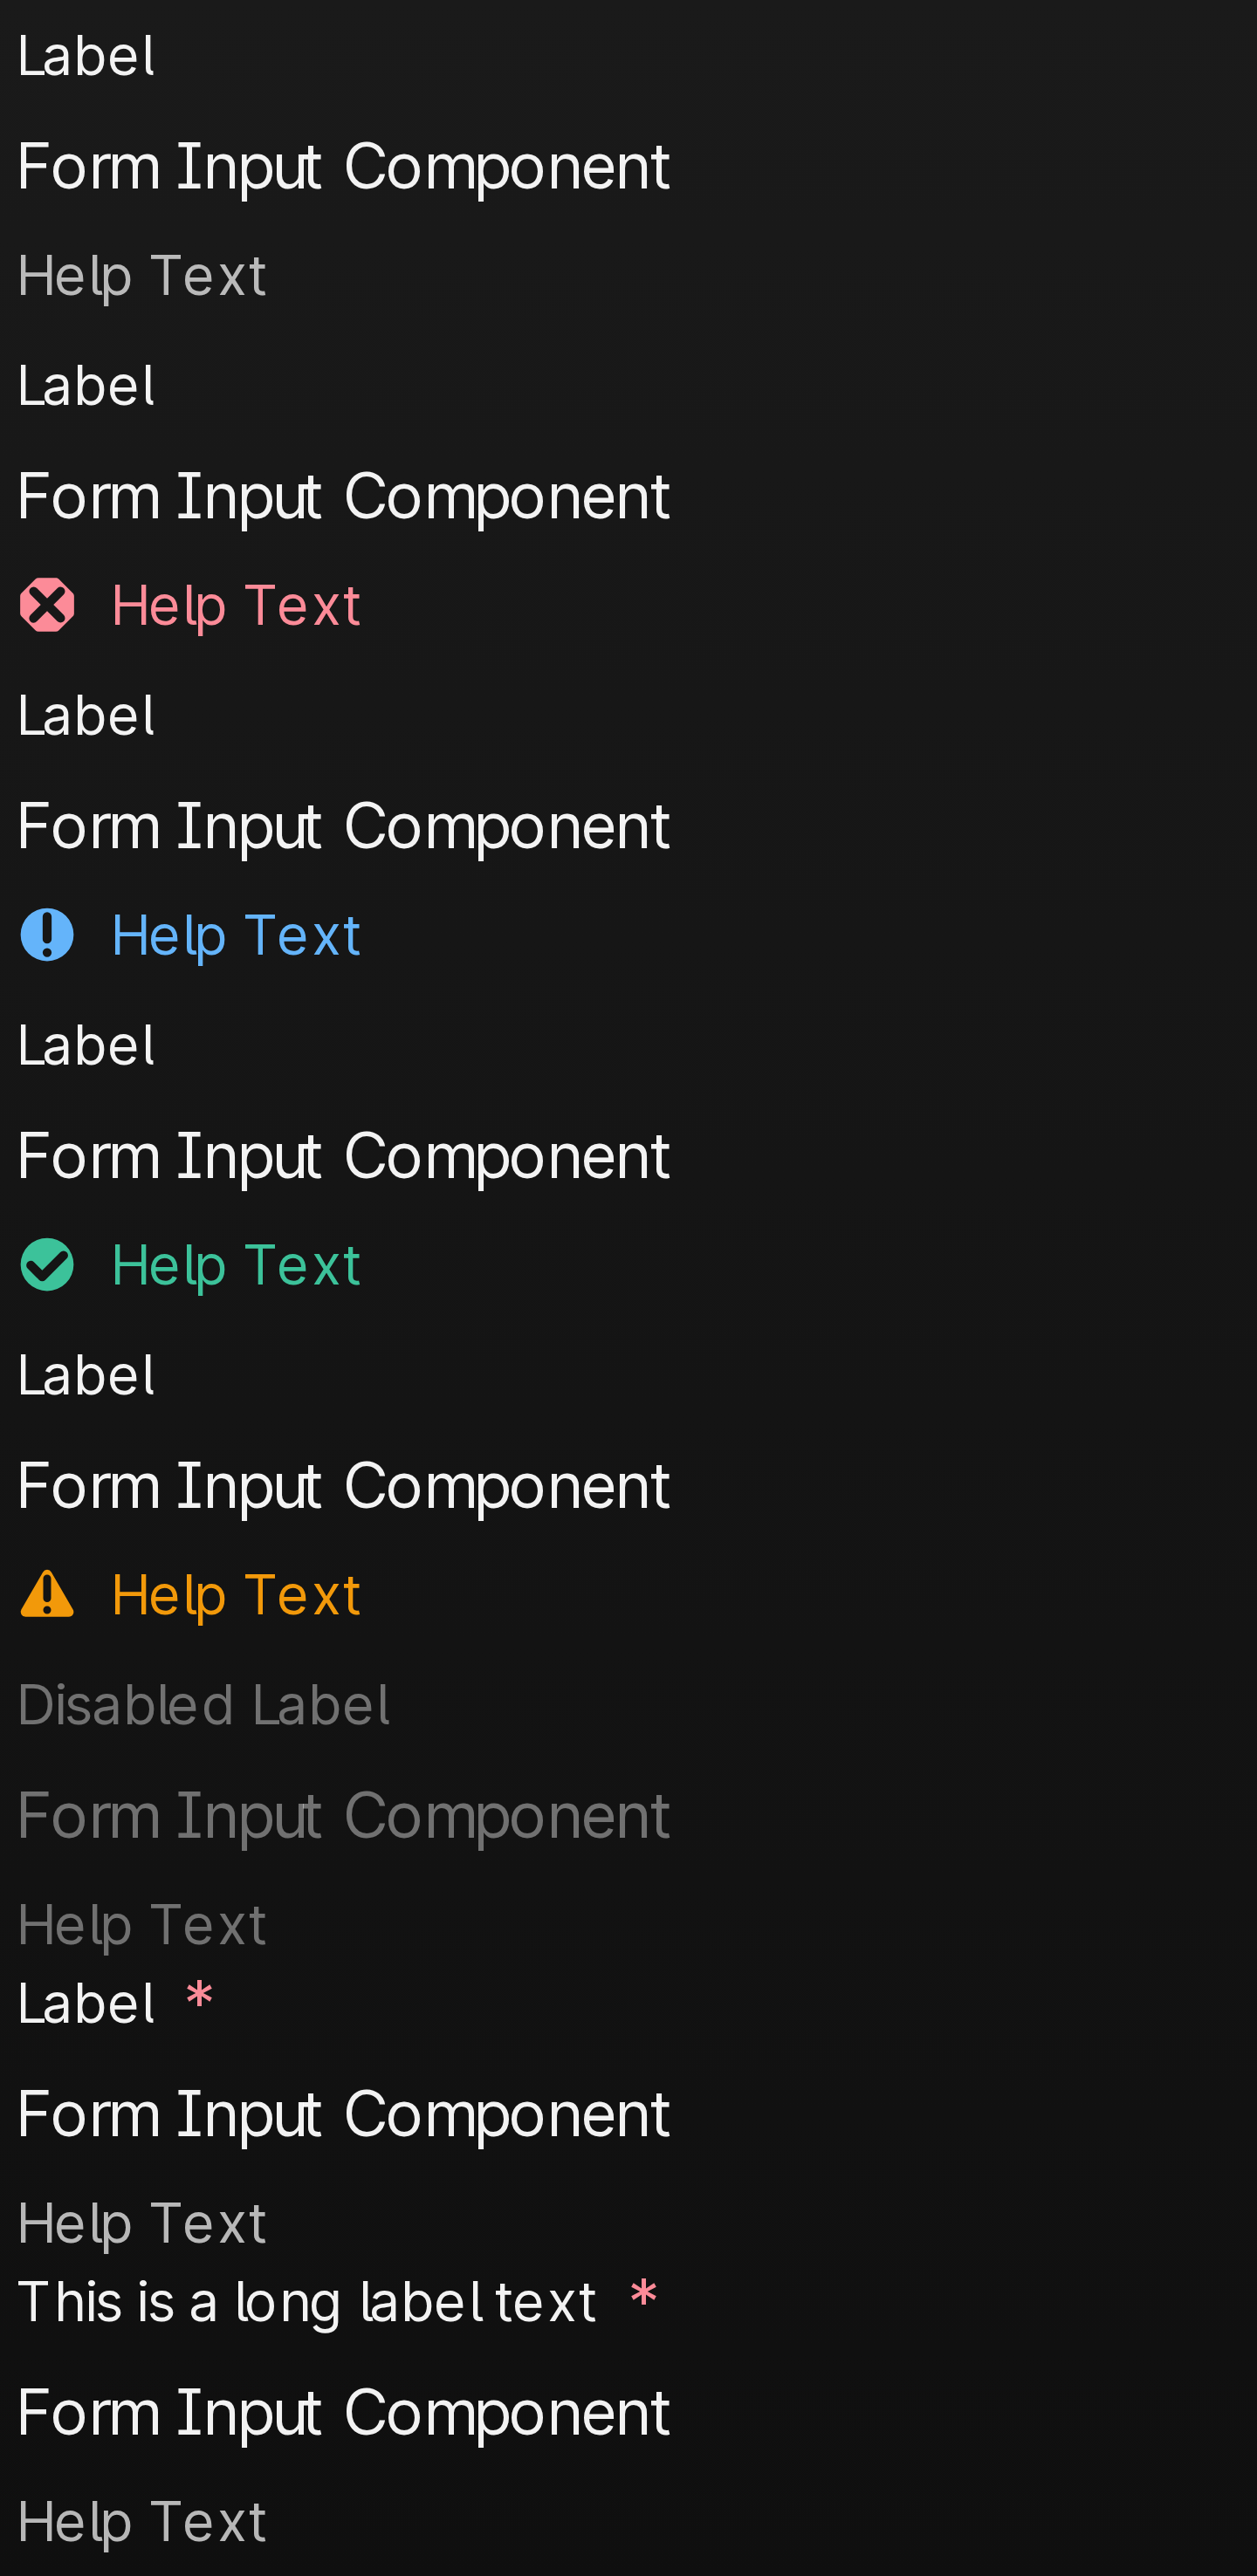 Label
Form Input Component
Help Text
Label
Form Input Component
Help Text
Label
Form Input Component
Help Text
Label
Form Input Component
Help Text
Label
Form Input Component
Help Text
Disabled Label
Form Input Component
Help Text
Label *
Form Input Component
Help Text
This is a long label text *
Form Input Component
Help Text